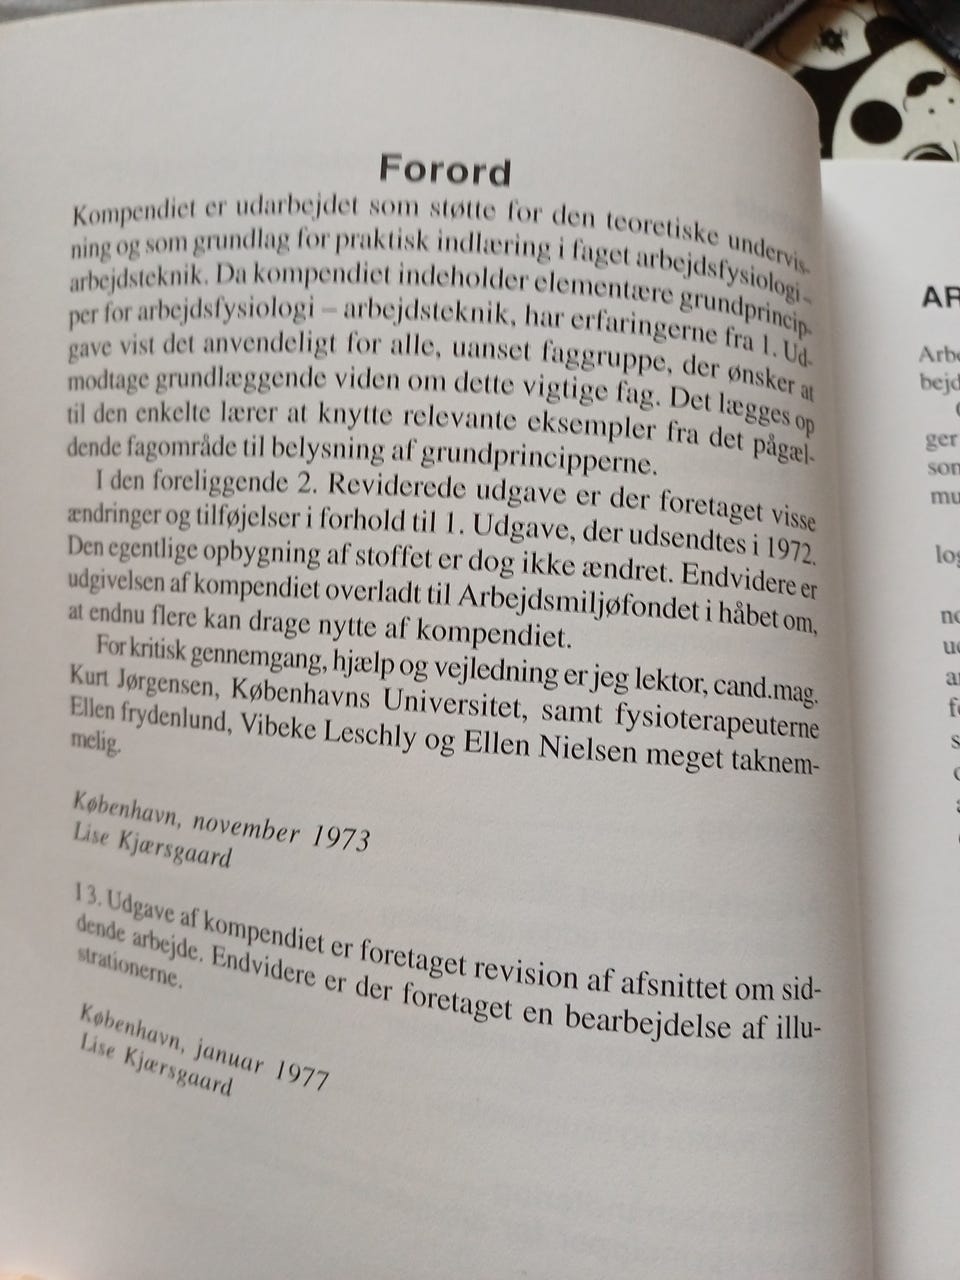 Forord
Kompendiet er udarbejdet som støtte for den teoretiske undervis-
ning og som grundlag for praktisk indlæring i faget arbejdsfysiologi –
arbejdsteknik. Da kompendiet indeholder elementære grundprincip-
per for arbejdsfysiologi – arbejdsteknik, har erfaringerne fra 1. Ud-
gave vist det anvendeligt for alle, uanset faggruppe, der ønsker at
modtage grundlæggende viden om dette vigtige fag. Det lægges op
til den enkelte lærer at knytte relevante eksempler fra det pågæl-
dende fagområde til belysning af grundprincipperne.
I den foreliggende 2. Reviderede udgave er der foretaget visse
ændringer og tilføjelser i forhold til 1. Udgave, der udsendtes i 1972.
Den egentlige opbygning af stoffet er dog ikke ændret. Endvidere er
udgivelsen af kompendiet overladt til Arbejdsmiljøfondet i håbet om,
at endnu flere kan drage nytte af kompendiet.
For kritisk gennemgang, hjælp og vejledning er jeg lektor, cand.mag.
Kurt Jørgensen, Københavns Universitet, samt fysioterapeuterne
Ellen frydenlund, Vibeke Leschly og Ellen Nielsen meget taknem-
melig.
København, november 1973
Lise Kjærsgaard
I 3. Udgave af kompendiet er foretaget revision af afsnittet om sid-
dende arbejde. Endvidere er der foretaget en bearbejdelse af illu-
strationerne.
København, januar 1977
Lise Kjærsgaard